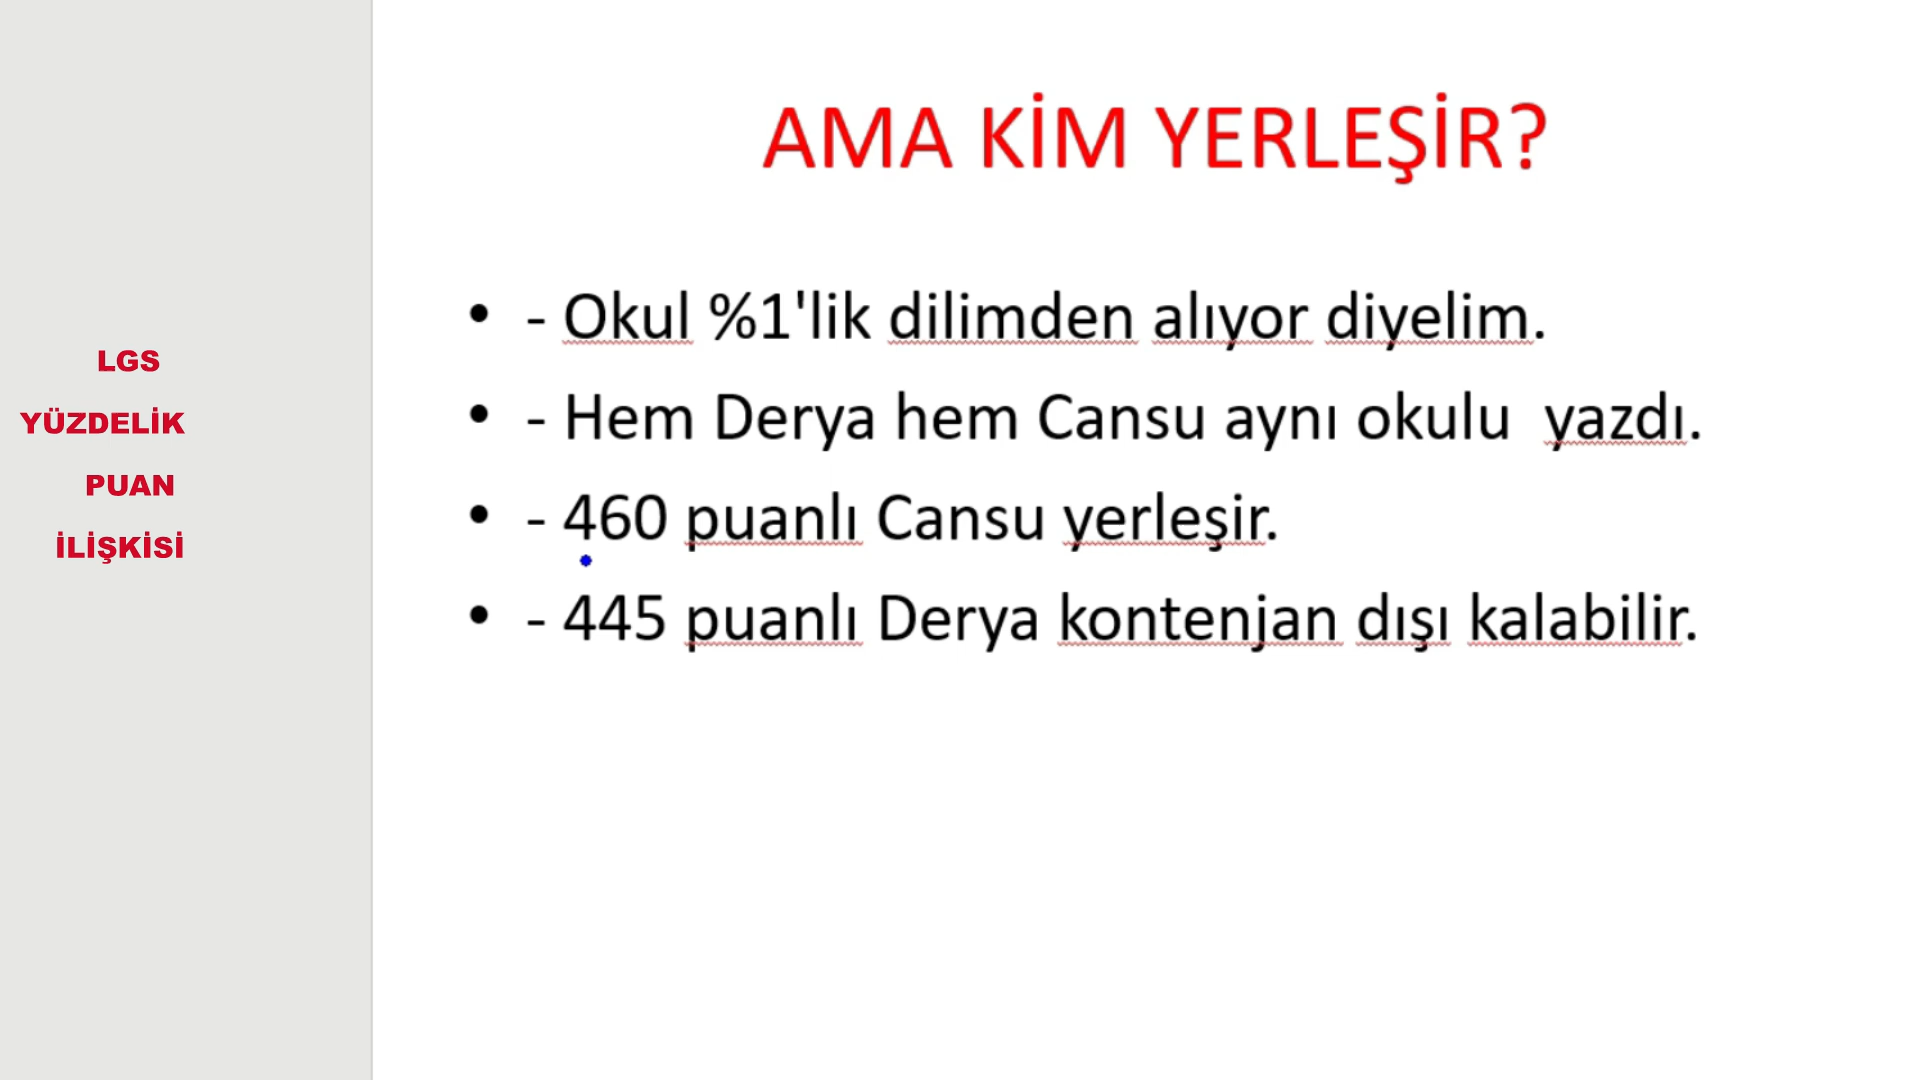 LGS
YÜZDELİK
PUAN
İLİŞKİSİ
AMA KİM YERLEŞİR?
• - Okul %1'lik dilimden alıyor diyelim.
• - Hem Derya hem Cansu aynı okulu  yazdı.
• - 460 puanlı Cansu yerleşir.
• - 445 puanlı Derya kontenjan dışı kalabilir.